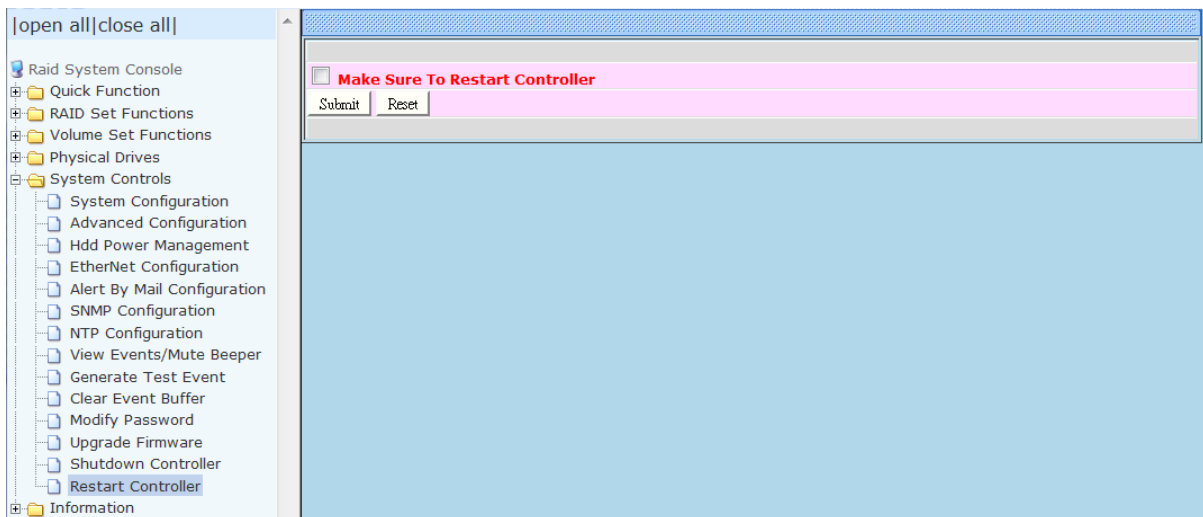 |open all|close all|
Raid System Console
Quick Function
RAID Set Functions
Volume Set Functions
Physical Drives
System Controls
System Configuration
Advanced Configuration
Hdd Power Management
EtherNet Configuration
Alert By Mail Configuration
SNMP Configuration
NTP Configuration
View Events/Mute Beeper
Generate Test Event
Clear Event Buffer
Modify Password
Upgrade Firmware
Shutdown Controller
Restart Controller
Information
Make Sure To Restart Controller
Submit Reset